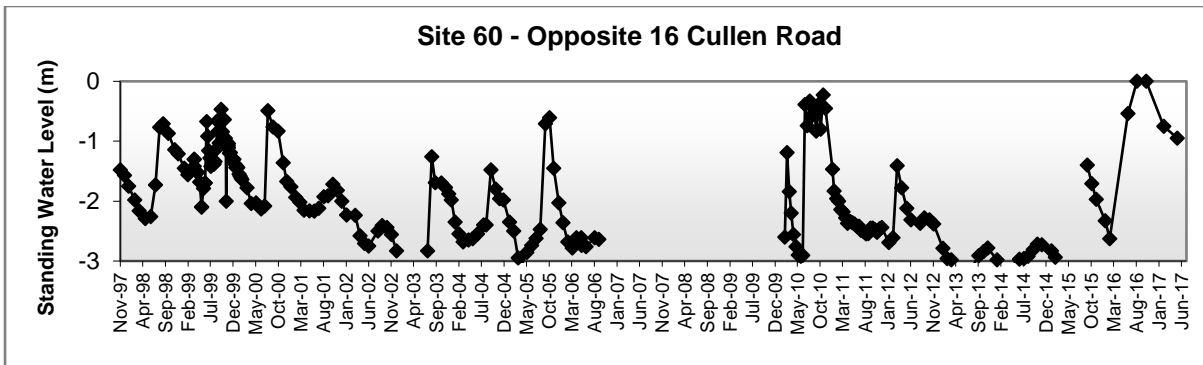 Site 60 - Opposite 16 Cullen Road
Standing Water Level (m)
0
-1
-2
-3
Nov-97
Apr-98
Sep-98
Feb-99
Jul-99
Dec-99
May-00
Oct-00
Mar-01
Aug-01
Jan-02
Jun-02
Nov-02
Apr-03
Sep-03
Feb-04
Jul-04
Dec-04
May-05
Oct-05
Mar-06
Aug-06
Jan-07
Jun-07
Nov-07
Apr-08
Sep-08
Feb-09
Jul-09
Dec-09
May-10
Oct-10
Mar-11
Aug-11
Jan-12
Jun-12
Nov-12
Apr-13
Sep-13
Feb-14
Jul-14
Dec-14
May-15
Oct-15
Mar-16
Aug-16
Jan-17
Jun-17